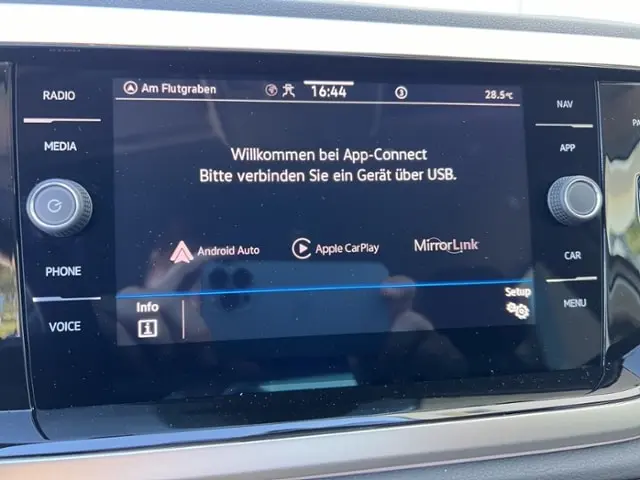 RADIO
MEDIA
PHONE
VOICE
Am Flutgraben
16:44
3
28.5°C
Willkommen bei App-Connect
Bitte verbinden Sie ein Gerät über USB.
Android Auto
Apple CarPlay
MirrorLink
Info
Setup
NAV
APP
CAR
MENU